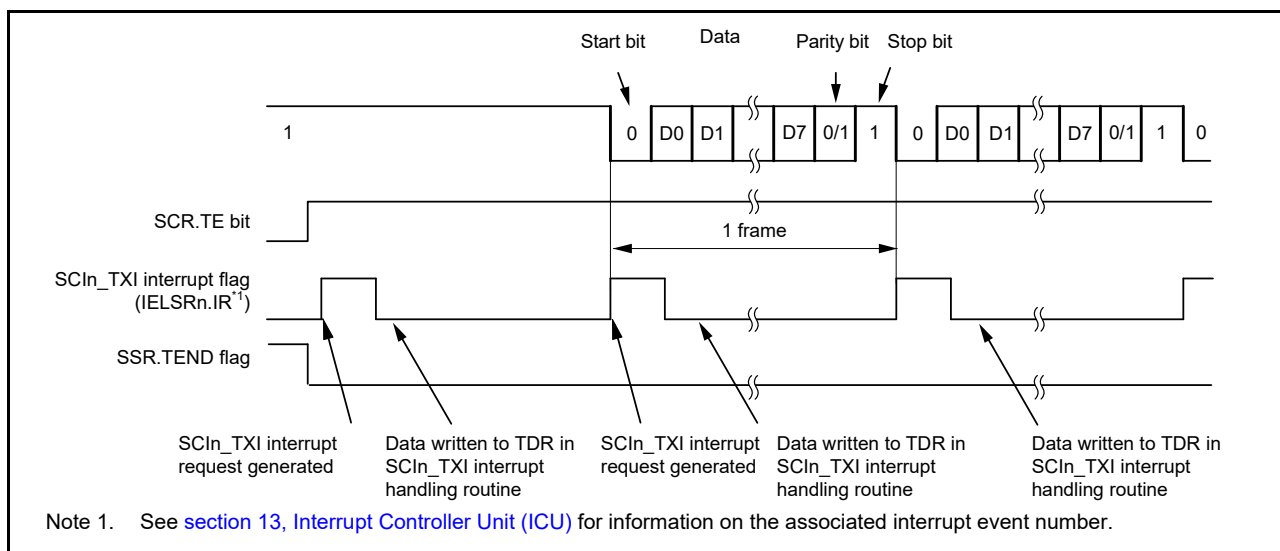 Start bit Data Parity bit Stop bit
1 0 D0 D1 D7 0/1 1 0 D0 D1 D7 0/1 1 0
SCR.TE bit
1 frame
SCIn_TXI interrupt flag
(IELSRn.IR*1)
SSR.TEND flag
SCIn_TXI interrupt
request generated
Data written to TDR in
SCIn_TXI interrupt
handling routine
SCIn_TXI interrupt
request generated
Data written to TDR in
SCIn_TXI interrupt
handling routine
Data written to TDR in
SCIn_TXI interrupt
handling routine
Note 1. See section 13, Interrupt Controller Unit (ICU) for information on the associated interrupt event number.